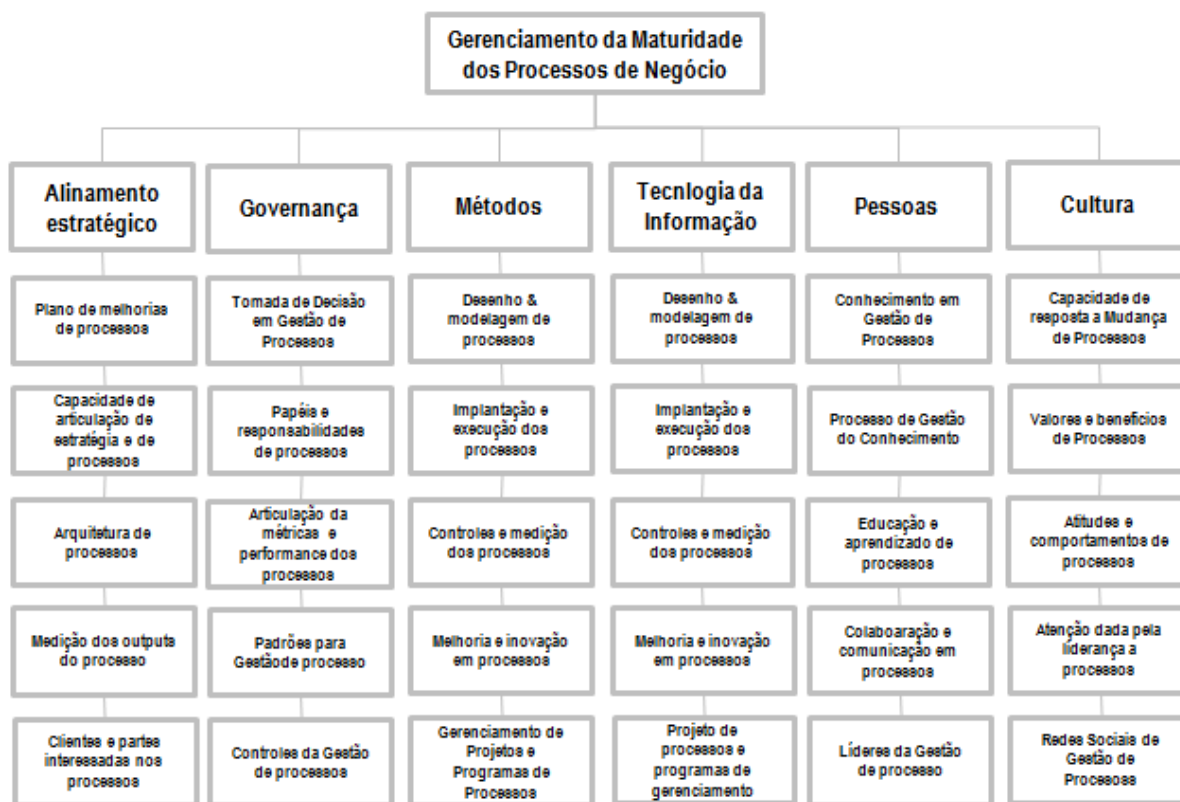 Gerenciamento da Maturidade
dos Processos de Negócio
Alinamento
estratégico
Governança
Métodos
Tecnlogia da
Informação
Pessoas
Cultura
Plano de melhorias
de processos
Tomada de Decisão
em Gestão de
Processos
Desenho &
modelagem de
processos
Desenho &
modelagem de
processos
Conhecimento em
Gestão de
Processos
Capacidade de
resposta a Mudança
de Processos
Capacidade de
articulação de
estratégia e de
processos
Papéis e
responsabilidades
de processos
Implantação e
execução dos
processos
Implantação e
execução dos
processos
Processo de Gestão
do Conhecimento
Valores e beneficios
de Processos
Arquitetura de
processos
Articulação da
métricas e
performance dos
processos
Controles e medição
dos processos
Controles e medição
dos processos
Educação e
aprendizado de
processos
Atitudes e
comportamentos de
processos
Medição dos outputs
do processo
Padrões para
Gestãode processo
Melhoria e inovação
em processos
Melhoria e inovação
em processos
Colaboaração e
comunicação em
processos
Atenção dada pela
liderança a
processos
Clientes e partes
interessadas nos
processos
Controles da Gestão
de processos
Gerenciamento de
Projetos e
Programas de
Processos
Projeto de
processos e
programas de
gerenciamento
Líderes da Gestão
de processo
Redes Sociais de
Gestão de
Processos